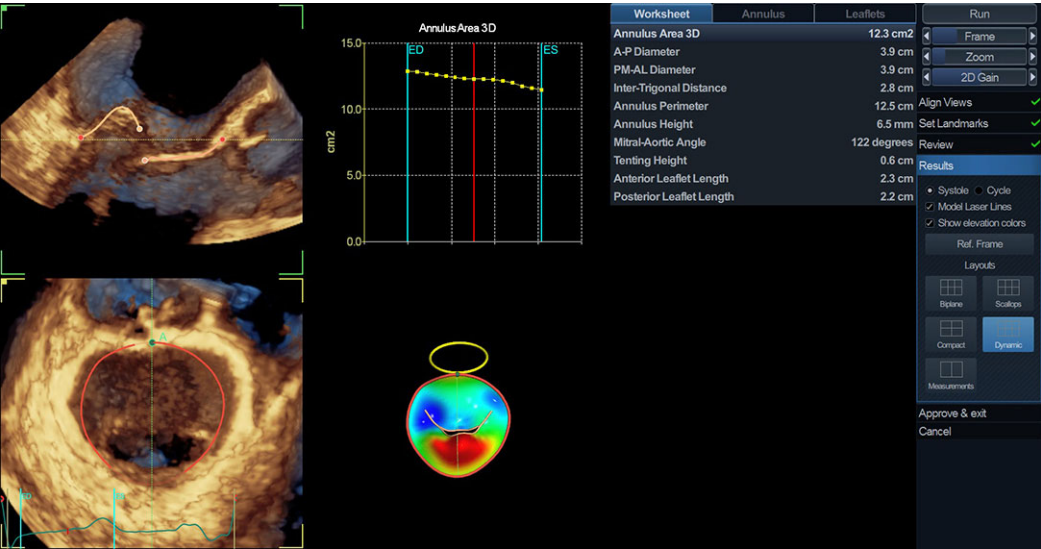 Annulus Area 3D
15.0
10.0
5.0
0.0
cm2
ED
ES
A
ED
Worksheet
Annulus
Leaflets
Annulus Area 3D 12.3 cm2
A-P Diameter 3.9 cm
PM-AL Diameter 3.9 cm
Inter-Trigonal Distance 2.8 cm
Annulus Perimeter 12.5 cm
Annulus Height 6.5 mm
Mitral-Aortic Angle 122 degrees
Tenting Height 0.6 cm
Anterior Leaflet Length 2.3 cm
Posterior Leaflet Length 2.2 cm
Run
Frame
Zoom
2D Gain
Align Views
Set Landmarks
Review
Results
Systole Cycle
Model Laser Lines
Show elevation colors
Ref. Frame
Layouts
Biplane Scallops
Compact Dynamic
Measurements
Approve & exit
Cancel